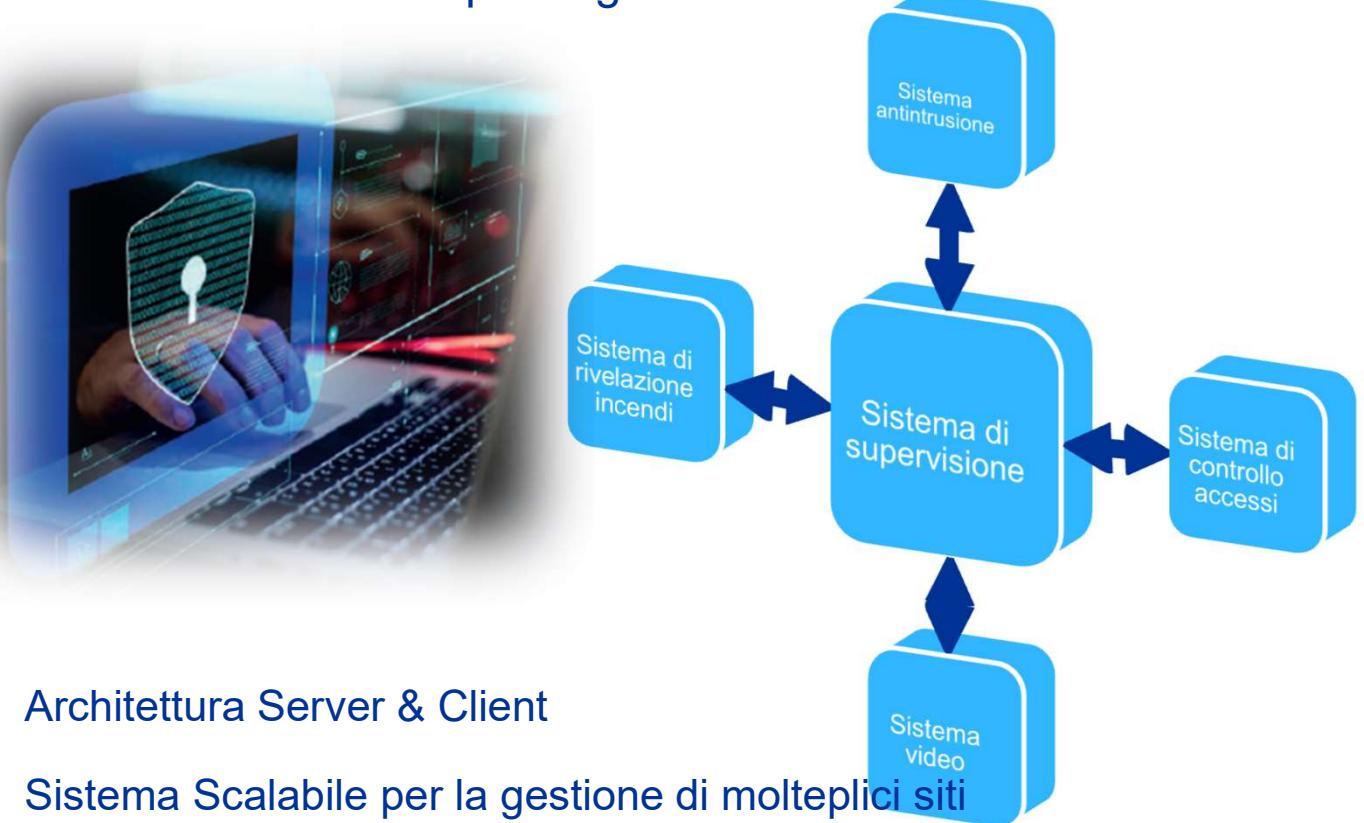 Sistema
antintrusione
Sistema di
rivelazione
incendi
Sistema di
supervisione
Sistema di
controllo
accessi
Sistema
video
Architettura Server & Client
Sistema Scalabile per la gestione di molteplici siti